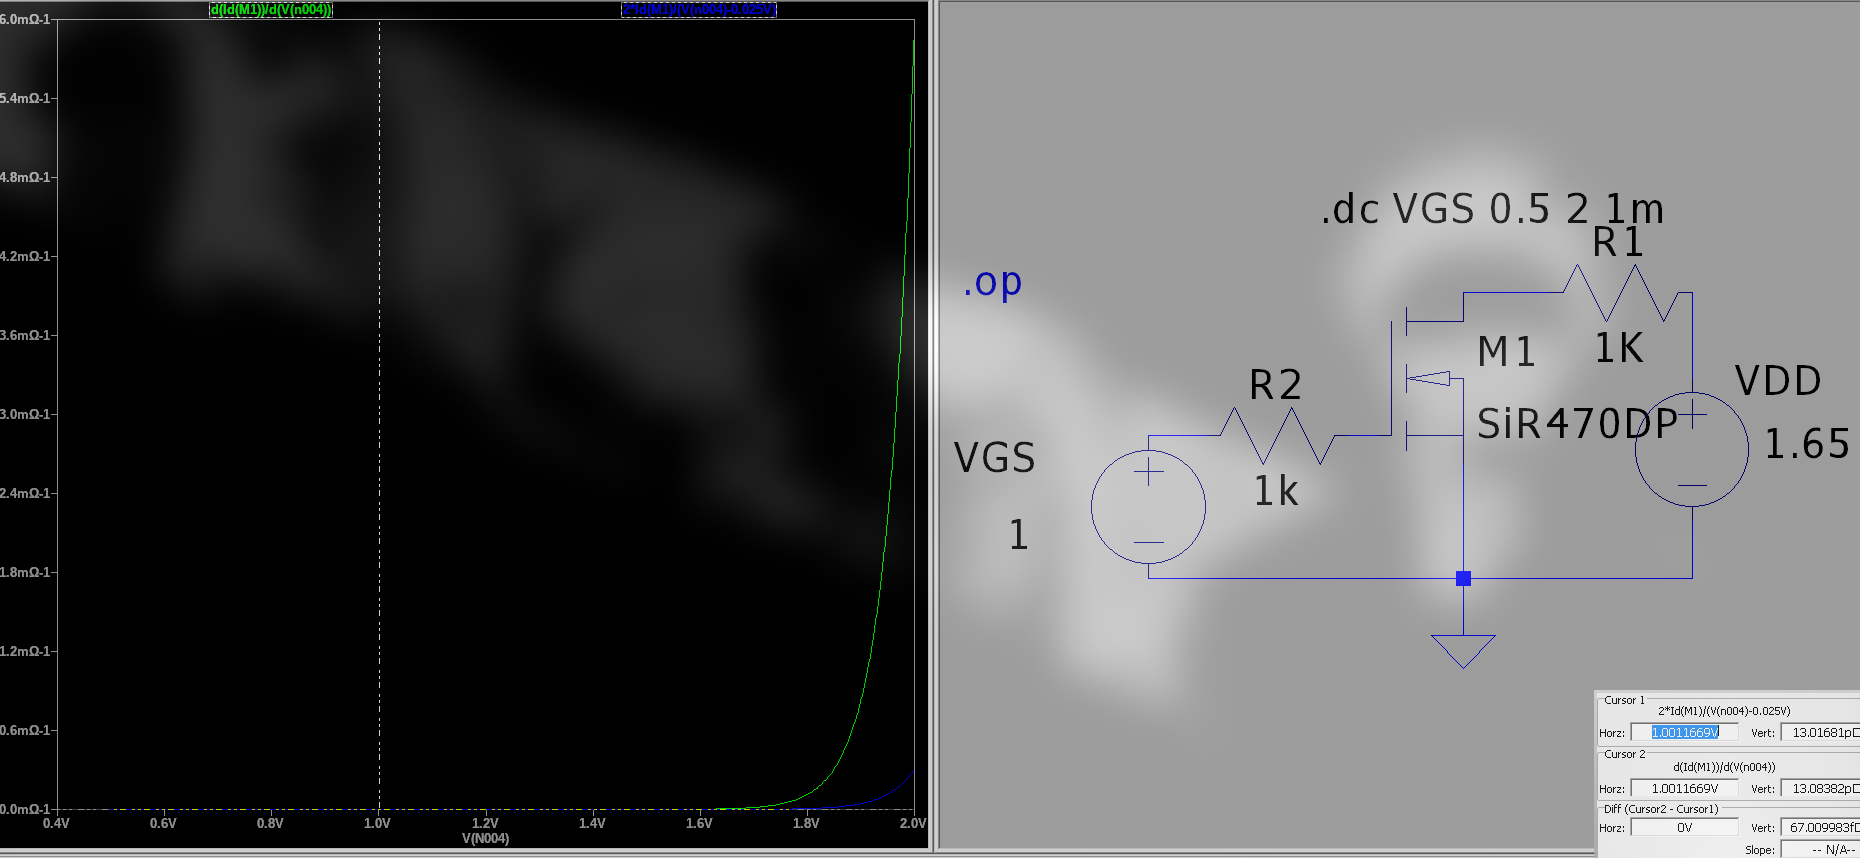 d(Id(M1))/d(V(n004))
2*Id(M1)/(V(n004)-0.025V)
6.0mΩ-1
5.4mΩ-1
4.8mΩ-1
4.2mΩ-1
3.6mΩ-1
3.0mΩ-1
2.4mΩ-1
1.8mΩ-1
1.2mΩ-1
0.6mΩ-1
0.0mΩ-1
0.4V 0.6V 0.8V 1.0V 1.2V 1.4V 1.6V 1.8V 2.0V
V(N004)
.dc VGS 0.5 2 1m
R1
1K
.op
M1
SiR470DP
R2
1k
VGS
1
VDD
1.65
Cursor 1
2*Id(M1)/(V(n004)-0.025V)
Horz: 1.0011669V Vert: 13.01681p
Cursor 2
d(Id(M1))/d(V(n004))
Horz: 1.0011669V Vert: 13.08382p
Diff (Cursor2 - Cursor1)
Horz: 0V Vert: 67.009983f
Slope: -- N/A--